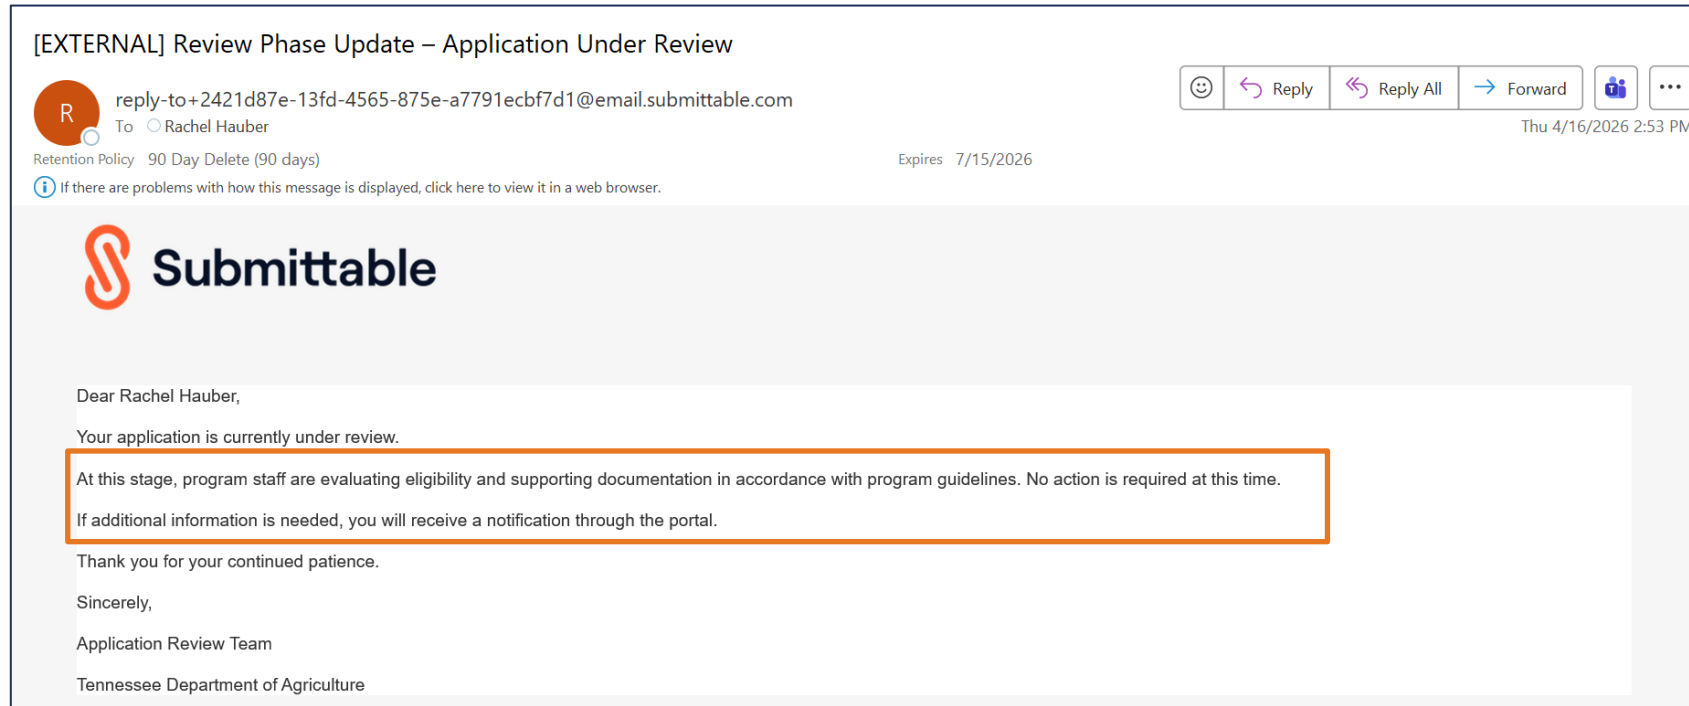 [EXTERNAL] Review Phase Update – Application Under Review
R
reply-to+2421d87e-13fd-4565-875e-a7791ecbf7d1@email.submittable.com
To Rachel Hauber
Reply
Reply All
Forward
Thu 4/16/2026 2:53 PM
Retention Policy 90 Day Delete (90 days)
Expires 7/15/2026
If there are problems with how this message is displayed, click here to view it in a web browser.
Submittable
Dear Rachel Hauber,
Your application is currently under review.
At this stage, program staff are evaluating eligibility and supporting documentation in accordance with program guidelines. No action is required at this time.
If additional information is needed, you will receive a notification through the portal.
Thank you for your continued patience.
Sincerely,
Application Review Team
Tennessee Department of Agriculture